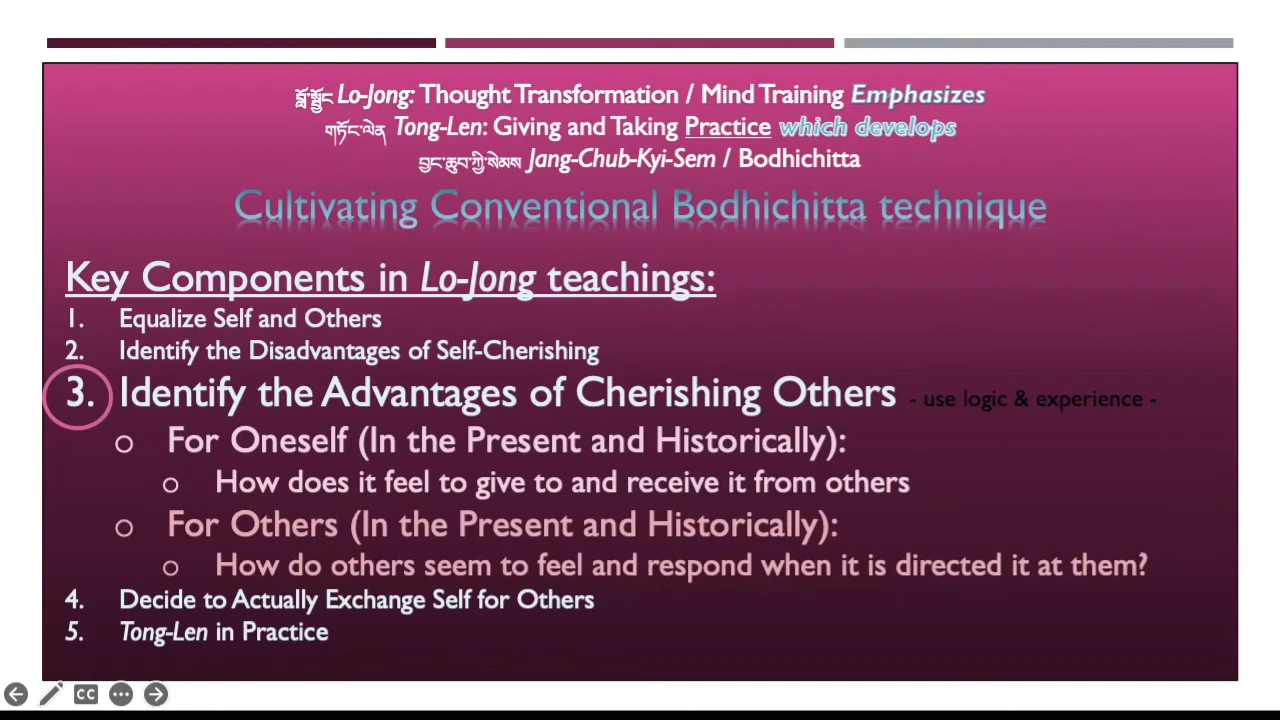 བློ་སྦྱོང Lo-Jong: Thought Transformation / Mind Training Emphasizes
གཏོང་ལེན Tong-Len: Giving and Taking Practice which develops
བྱང་ཆུབ་ཀྱི་སེམས Jang-Chub-Kyi-Sem / Bodhichitta
Cultivating Conventional Bodhichitta technique
Key Components in Lo-Jong teachings:
1. Equalize Self and Others
2. Identify the Disadvantages of Self-Cherishing
3. Identify the Advantages of Cherishing Others - use logic & experience -
o For Oneself (In the Present and Historically):
o How does it feel to give to and receive it from others
o For Others (In the Present and Historically):
o How do others seem to feel and respond when it is directed it at them?
4. Decide to Actually Exchange Self for Others
5. Tong-Len in Practice
CC